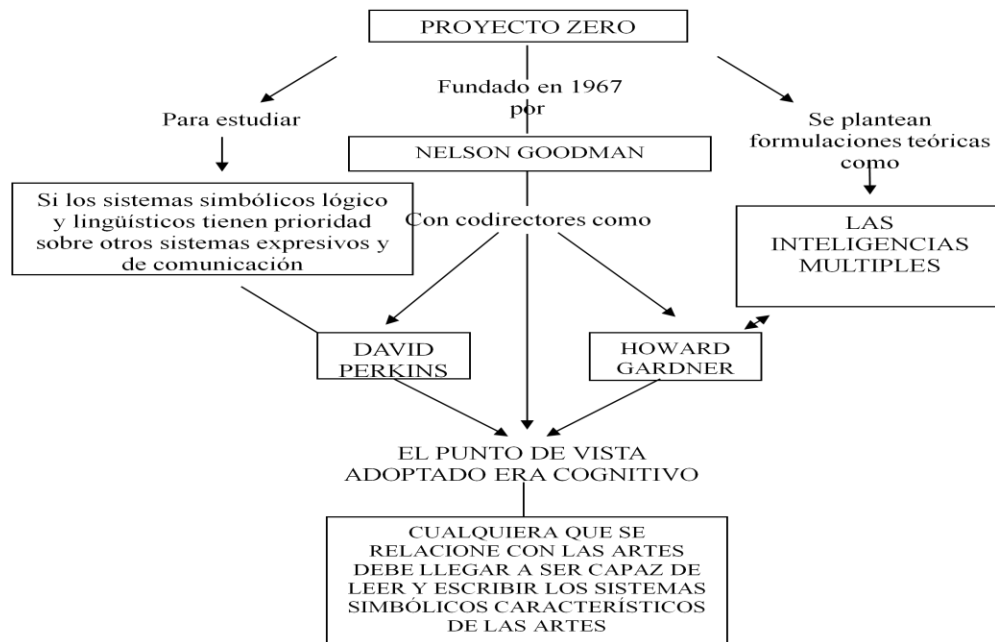 PROYECTO ZERO
Fundado en 1967
por
Para estudiar
Se plantean
formulaciones teóricas
como
NELSON GOODMAN
Si los sistemas simbólicos lógico
y lingüísticos tienen prioridad
sobre otros sistemas expresivos y
de comunicación
Con codirectores como
LAS
INTELIGENCIAS
MULTIPLES
DAVID
PERKINS
HOWARD
GARDNER
EL PUNTO DE VISTA
ADOPTADO ERA COGNITIVO
CUALQUIERA QUE SE
RELACIONE CON LAS ARTES
DEBE LLEGAR A SER CAPAZ DE
LEER Y ESCRIBIR LOS SISTEMAS
SIMBÓLICOS CARACTERÍSTICOS
DE LAS ARTES